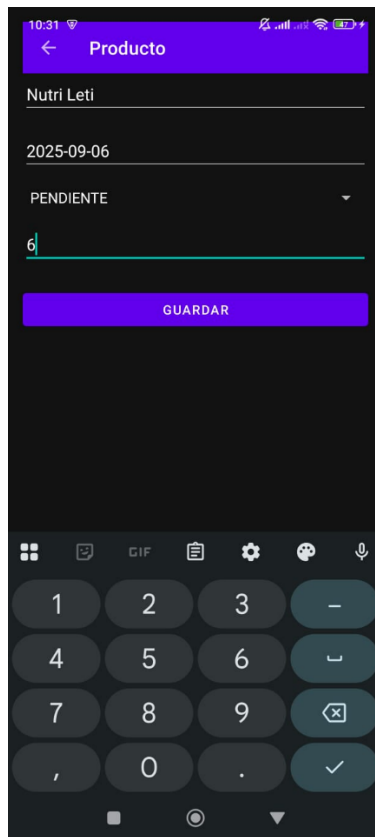 10:31 47
Producto
Nutri Leti
2025-09-06
PENDIENTE
6
GUARDAR
GIF
1 2 3 -
4 5 6
7 8 9
, 0 .